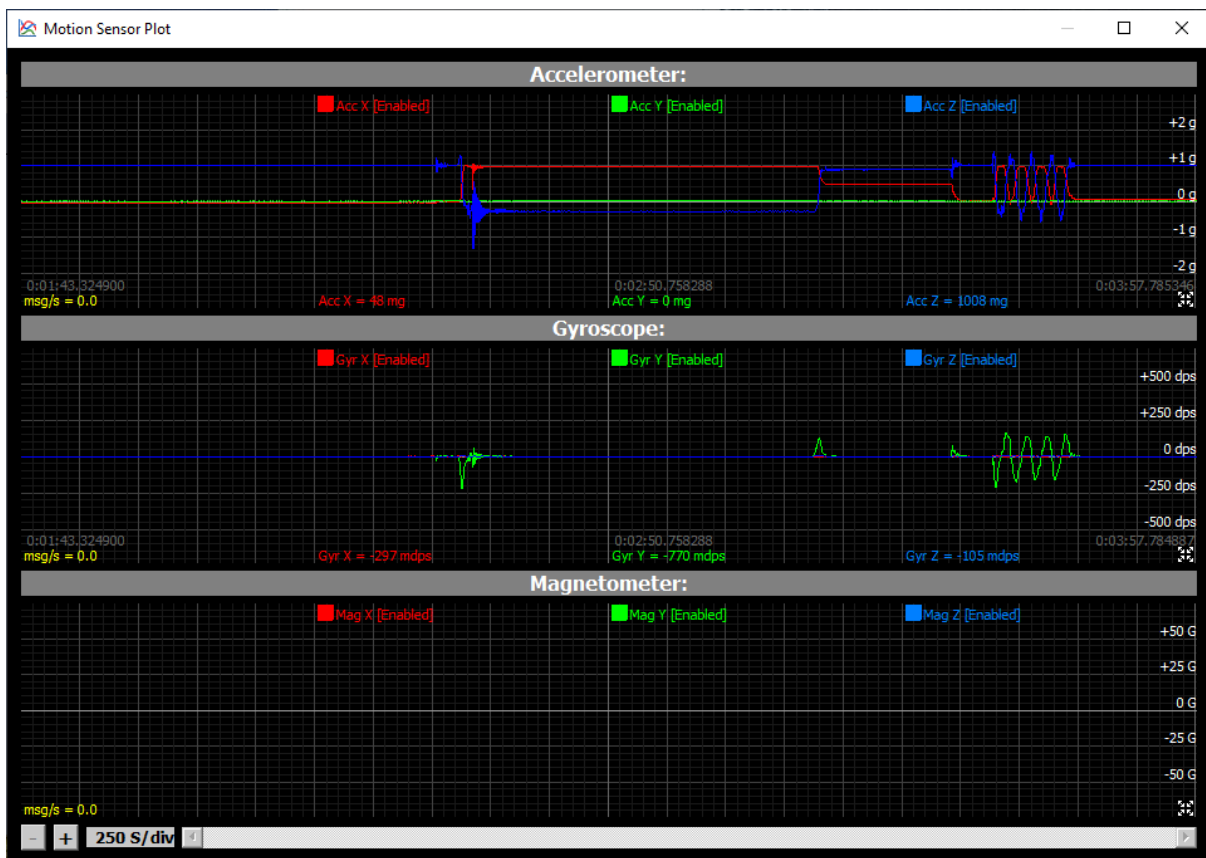 Motion Sensor Plot
Accelerometer:
Acc X [Enabled] Acc Y [Enabled] Acc Z [Enabled]
+2 g
+1 g
0 g
-1 g
-2 g
0:01:43.324900 0:02:50.758288 0:03:57.785346
msg/s = 0.0 Acc X = 48 mg Acc Y = 0 mg Acc Z = 1008 mg
Gyroscope:
Gyr X [Enabled] Gyr Y [Enabled] Gyr Z [Enabled]
+500 dps
+250 dps
0 dps
-250 dps
-500 dps
0:01:43.324900 0:02:50.758288 0:03:57.784887
msg/s = 0.0 Gyr X = -297 mdps Gyr Y = -770 mdps Gyr Z = -105 mdps
Magnetometer:
Mag X [Enabled] Mag Y [Enabled] Mag Z [Enabled]
+50 G
+25 G
0 G
-25 G
-50 G
msg/s = 0.0
- + 250 S/div